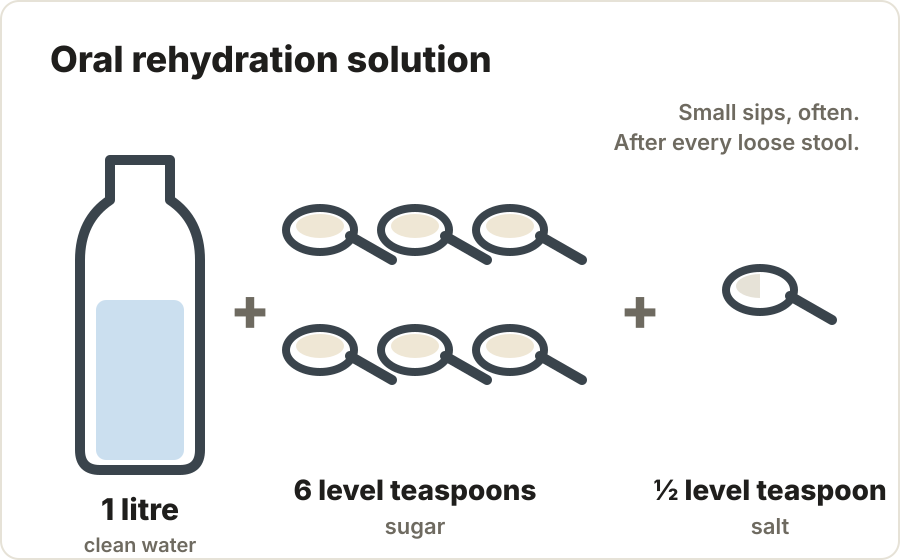 Oral rehydration solution
Small sips, often.
After every loose stool.
+
+
1 litre
clean water
6 level teaspoons
sugar
½ level teaspoon
salt